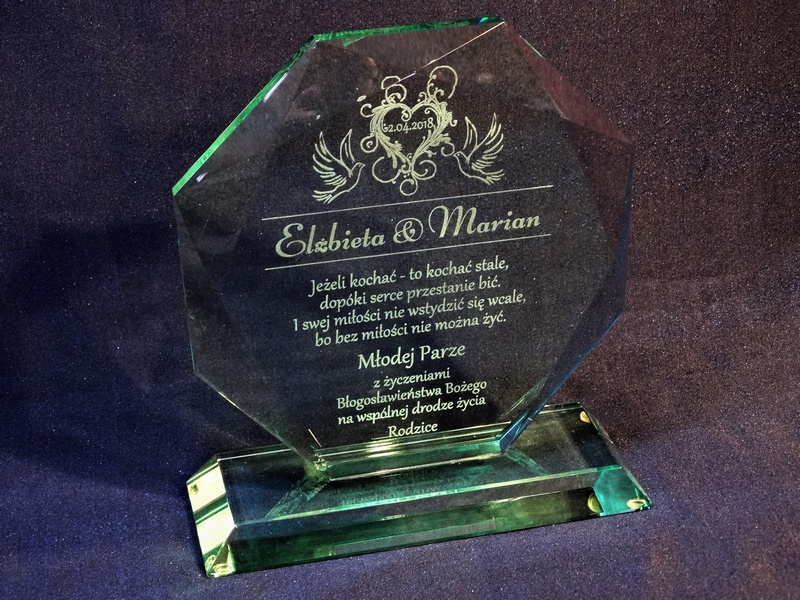 2.04.2018
Elżbieta & Marian
Jeżeli kochać - to kochać stale,
dopóki serce przestanie bić.
I swej miłości nie wstydzić się wcale,
bo bez miłości nie można żyć.
Młodej Parze
z życzeniami
Błogosławieństwa Bożego
na wspólnej drodze życia
Rodzice